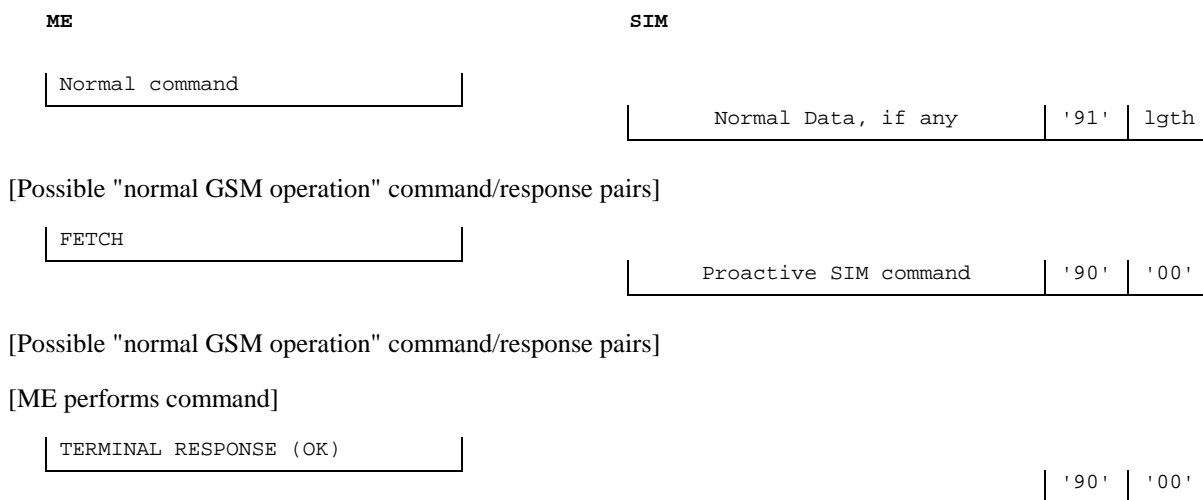 ME SIM
Normal command
Normal Data, if any '91' lgth
[Possible "normal GSM operation" command/response pairs]
FETCH
Proactive SIM command '90' '00'
[Possible "normal GSM operation" command/response pairs]
[ME performs command]
TERMINAL RESPONSE (OK)
'90' '00'